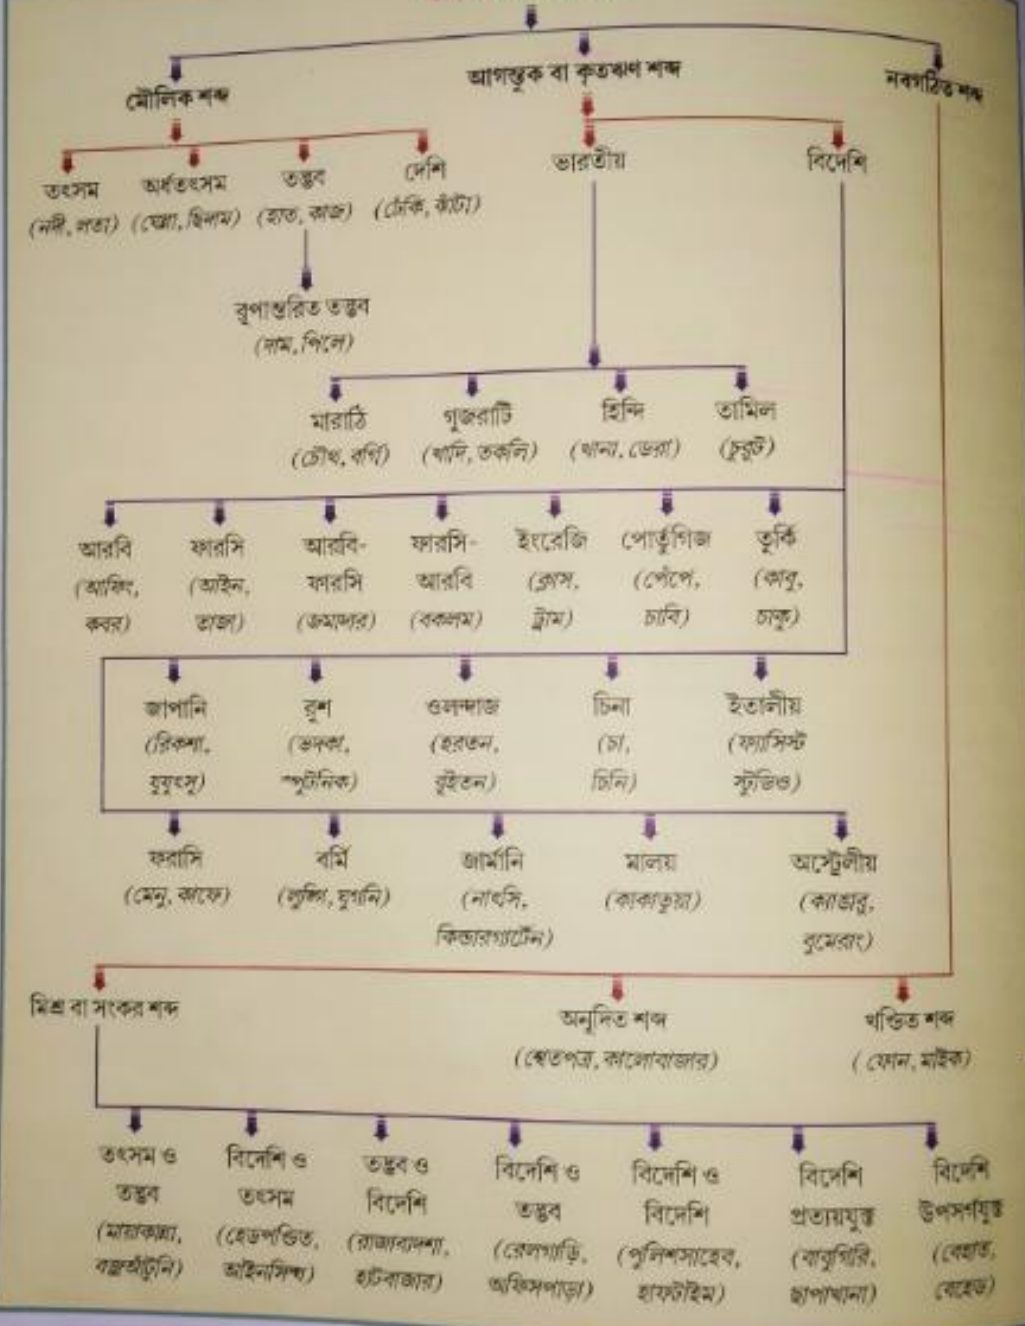 মৌলিক শব্দ
আগন্তুক বা কৃতঋণ শব্দ
নবগঠিত শব্দ
তৎসম
(নদী, লতা)
অর্ধতৎসম
(ঘেন্না, ছিদাম)
তদ্ভব
(হাত, কাজ)
দেশি
(ঢেঁকি, ঝাঁটা)
ভারতীয়
বিদেশি
রূপান্তরিত তদ্ভব
(দাম, পিলে)
মারাঠি
(চৌথ, বর্গি)
গুজরাটি
(খাদি, তকলি)
হিন্দি
(থানা, ডেরা)
তামিল
(চুরুট)
আরবি
(আফিং,
কবর)
ফারসি
(আইন,
তাজা)
আরবি-
ফারসি
(জমাদার)
ফারসি-
আরবি
(বকলম)
ইংরেজি
(ক্লাস,
ট্রাম)
পোর্তুগিজ
(পেঁপে,
চাবি)
তুর্কি
(কাবু,
চাকু)
জাপানি
(রিকশা,
যুযুৎসু)
রুশ
(ভদকা,
স্পুটনিক)
ওলন্দাজ
(হরতন,
রুইতন)
চিনা
(চা,
চিনি)
ইতালীয়
(ফ্যাসিস্ট
স্টুডিও)
ফরাসি
(মেনু, কাফে)
বর্মি
(লুঙ্গি, ঘুগনি)
জার্মানি
(নাৎসি,
কিন্ডারগার্টেন)
মালয়
(কাকাতুয়া)
অস্ট্রেলীয়
(ক্যাঙারু,
বুমেরাং)
মিশ্র বা সংকর শব্দ
অনূদিত শব্দ
(শ্বেতপত্র, কালোবাজার)
খণ্ডিত শব্দ
( ফোন, মাইক)
তৎসম ও
তদ্ভব
(মায়াকান্না,
বজ্রআঁটুনি)
বিদেশি ও
তৎসম
(হেডপণ্ডিত,
আইনসিদ্ধ)
তদ্ভব ও
বিদেশি
(রাজাবাদশা,
হাটবাজার)
বিদেশি ও
তদ্ভব
(রেলগাড়ি,
অফিসপাড়া)
বিদেশি ও
বিদেশি
(পুলিশসাহেব,
হাফটাইম)
বিদেশি
প্রত্যয়যুক্ত
(বাবুগিরি,
ছাপাখানা)
বিদেশি
উপসর্গযুক্ত
(বেহাত,
বেহেড)